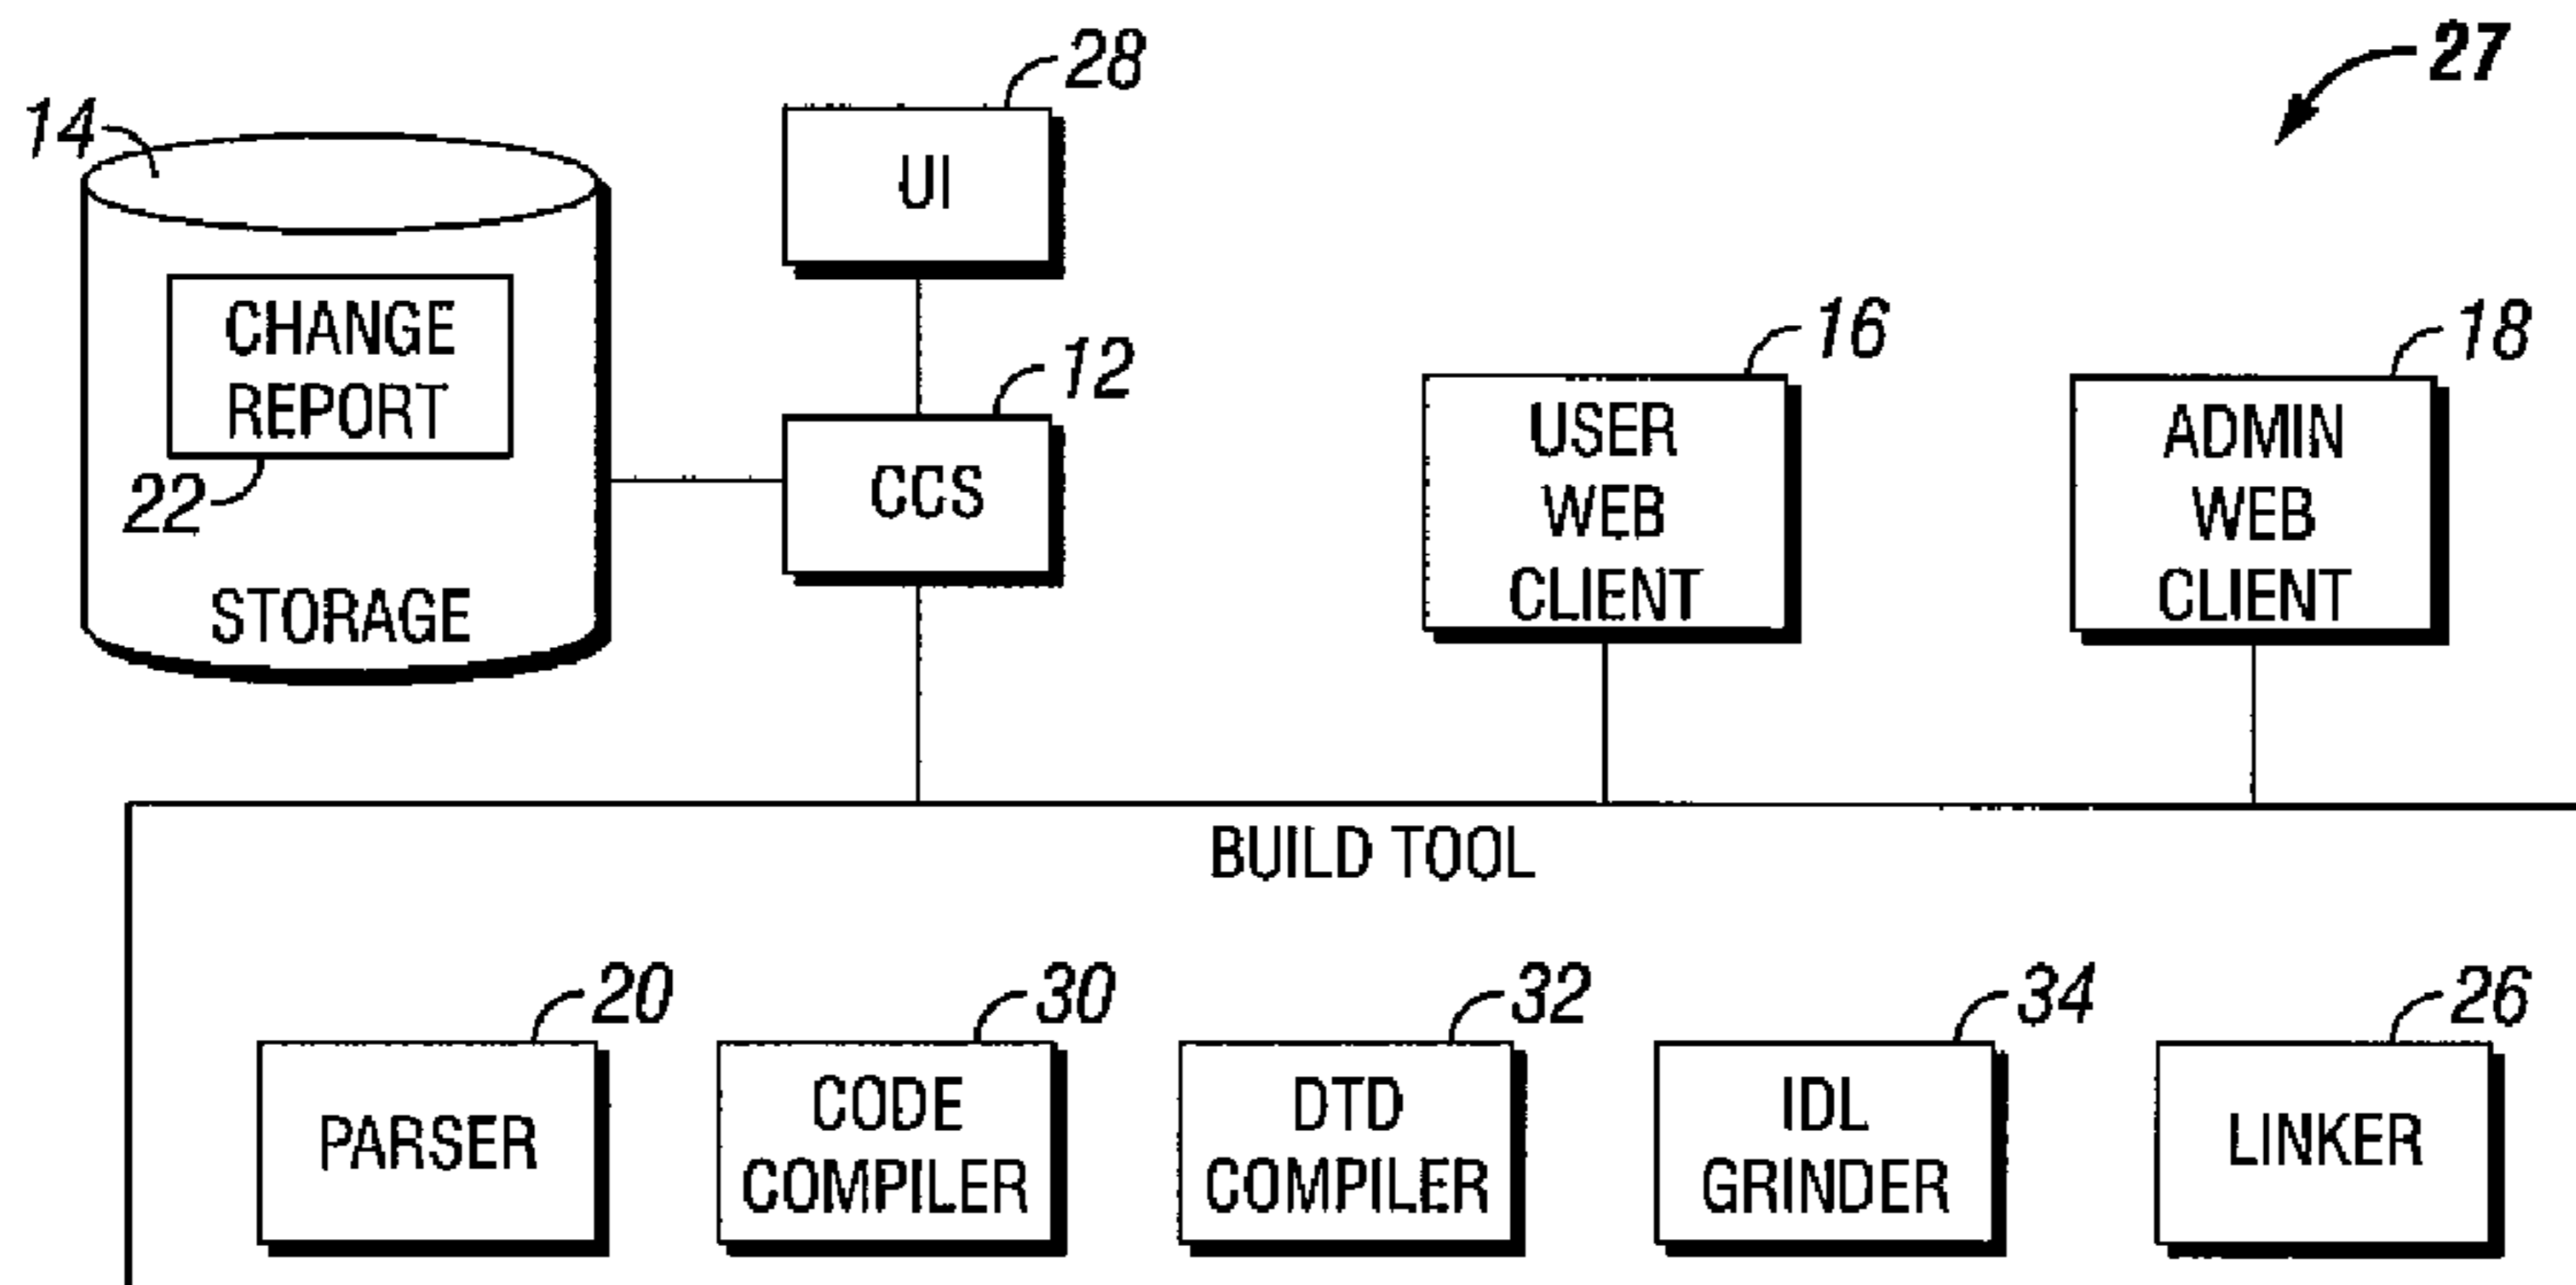 27
28
14
UI
CHANGE
REPORT
22
STORAGE
12
CCS
16
USER
WEB
CLIENT
18
ADMIN
WEB
CLIENT
BUILD TOOL
20
PARSER
30
CODE
COMPILER
32
DTD
COMPILER
34
IDL
GRINDER
26
LINKER